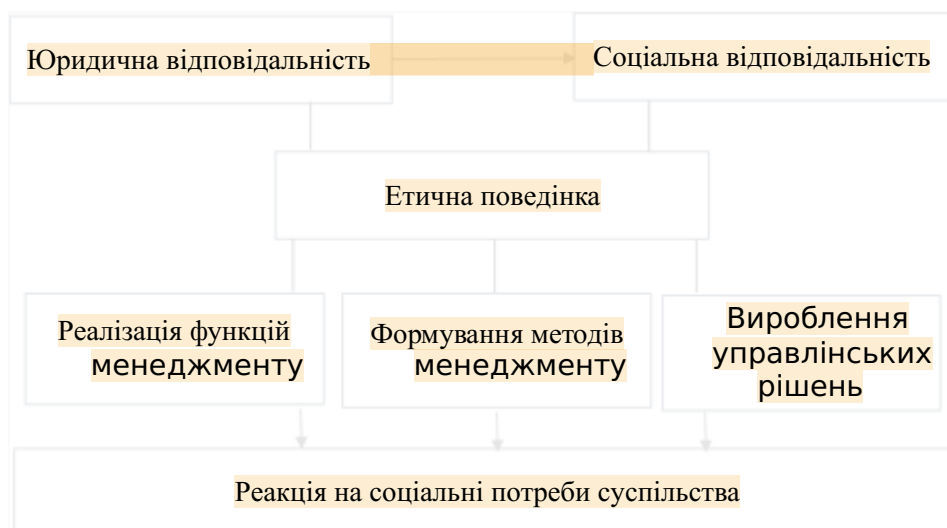 Юридична відповідальність
Соціальна відповідальність
Етична поведінка
Реалізація функцій
менеджменту
Формування методів
менеджменту
Вироблення
управлінських
рішень
Реакція на соціальні потреби суспільства